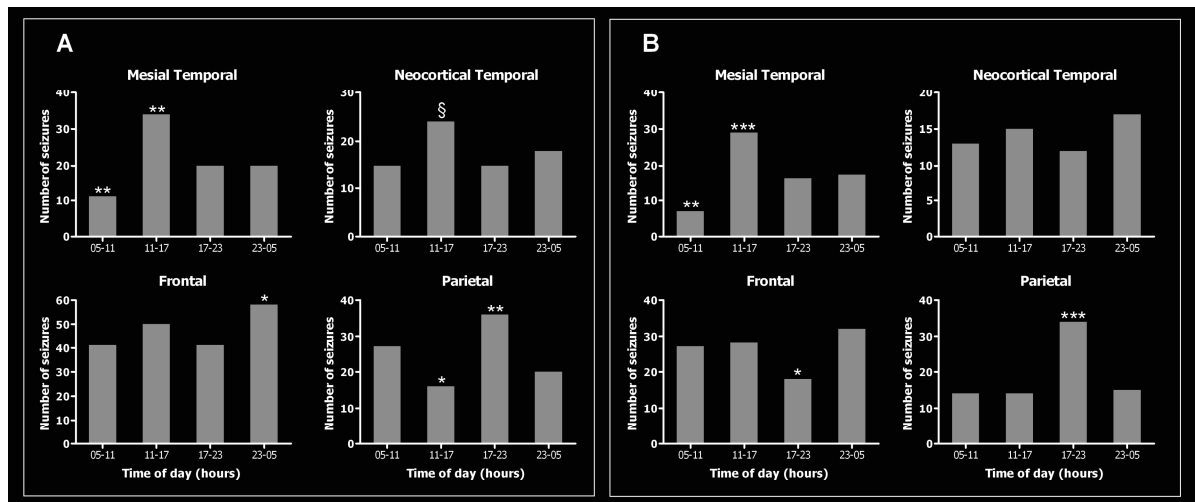 A
Mesial Temporal
Number of seizures
40
30
20
10
0
**
**
05-11 11-17 17-23 23-05
Neocortical Temporal
30
20
10
0
§
05-11 11-17 17-23 23-05
Frontal
Number of seizures
60
50
40
30
20
10
0
*
05-11 11-17 17-23 23-05
Time of day (hours)
Parietal
Number of seizures
40
30
20
10
0
*
**
05-11 11-17 17-23 23-05
Time of day (hours)
B
Mesial Temporal
Number of seizures
40
30
20
10
0
**
***
05-11 11-17 17-23 23-05
Neocortical Temporal
Number of seizures
20
15
10
5
0
05-11 11-17 17-23 23-05
Frontal
Number of seizures
40
30
20
10
0
*
05-11 11-17 17-23 23-05
Time of day (hours)
Parietal
Number of seizures
40
30
20
10
0
***
05-11 11-17 17-23 23-05
Time of day (hours)